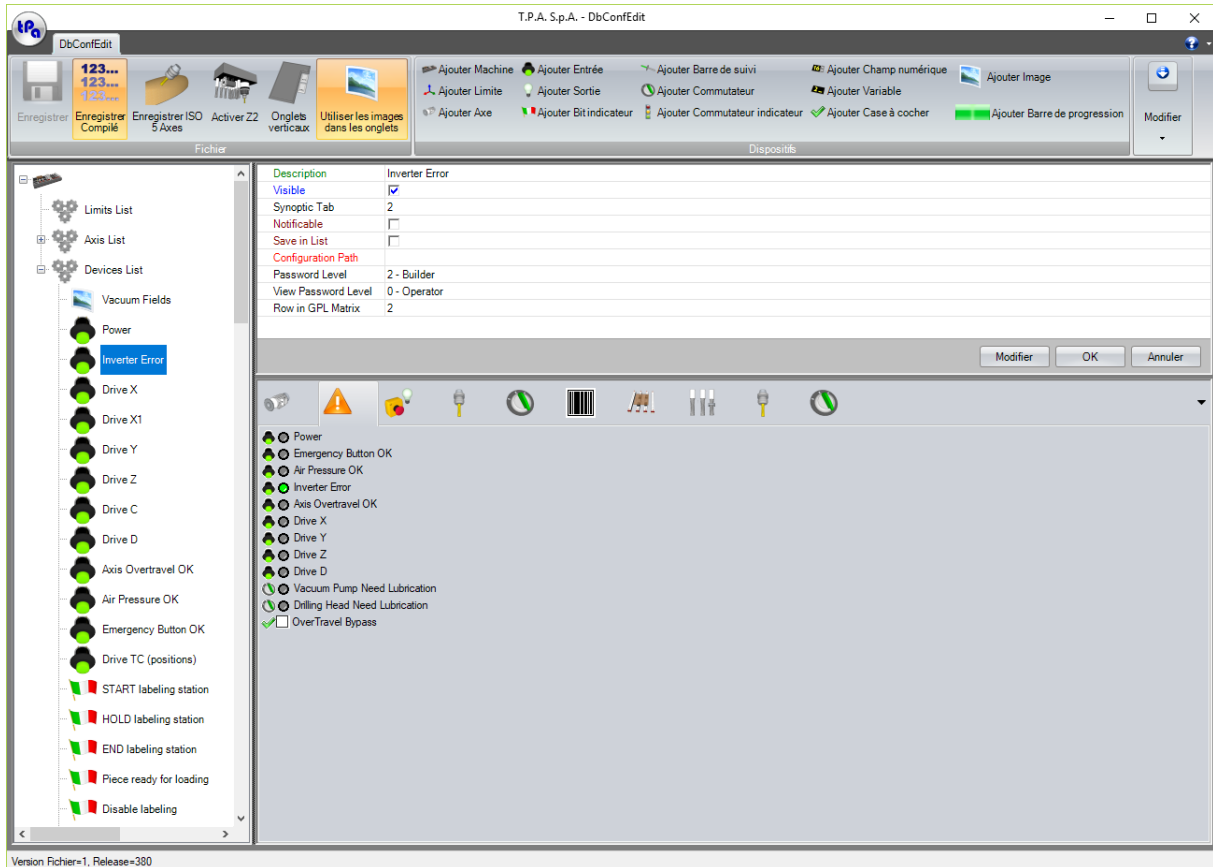 T.P.A. S.p.A. - DbConfEdit
tPa
DbConfEdit
123...
123...
123...
Enregistrer
Enregistrer Compilé
Enregistrer ISO 5 Axes
Activer Z2
Onglets verticaux
Utiliser les images dans les onglets
Fichier
Ajouter Machine
Ajouter Entrée
Ajouter Barre de suivi
Ajouter Champ numérique
Ajouter Image
Ajouter Limite
Ajouter Sortie
Ajouter Commutateur
Ajouter Variable
Ajouter Axe
Ajouter Bit indicateur
Ajouter Commutateur indicateur
Ajouter Case à cocher
Ajouter Barre de progression
Dispositifs
Modifier
Limits List
Axis List
Devices List
Vacuum Fields
Power
Inverter Error
Drive X
Drive X1
Drive Y
Drive Z
Drive C
Drive D
Axis Overtravel OK
Air Pressure OK
Emergency Button OK
Drive TC (positions)
START labeling station
HOLD labeling station
END labeling station
Piece ready for loading
Disable labeling
Description Inverter Error
Visible
Synoptic Tab 2
Notificable
Save in List
Configuration Path
Password Level 2 - Builder
View Password Level 0 - Operator
Row in GPL Matrix 2
Modifier OK Annuler
Power
Emergency Button OK
Air Pressure OK
Inverter Error
Axis Overtravel OK
Drive X
Drive Y
Drive Z
Drive D
Vacuum Pump Need Lubrication
Drilling Head Need Lubrication
OverTravel Bypass
Version Fichier=1, Release=380